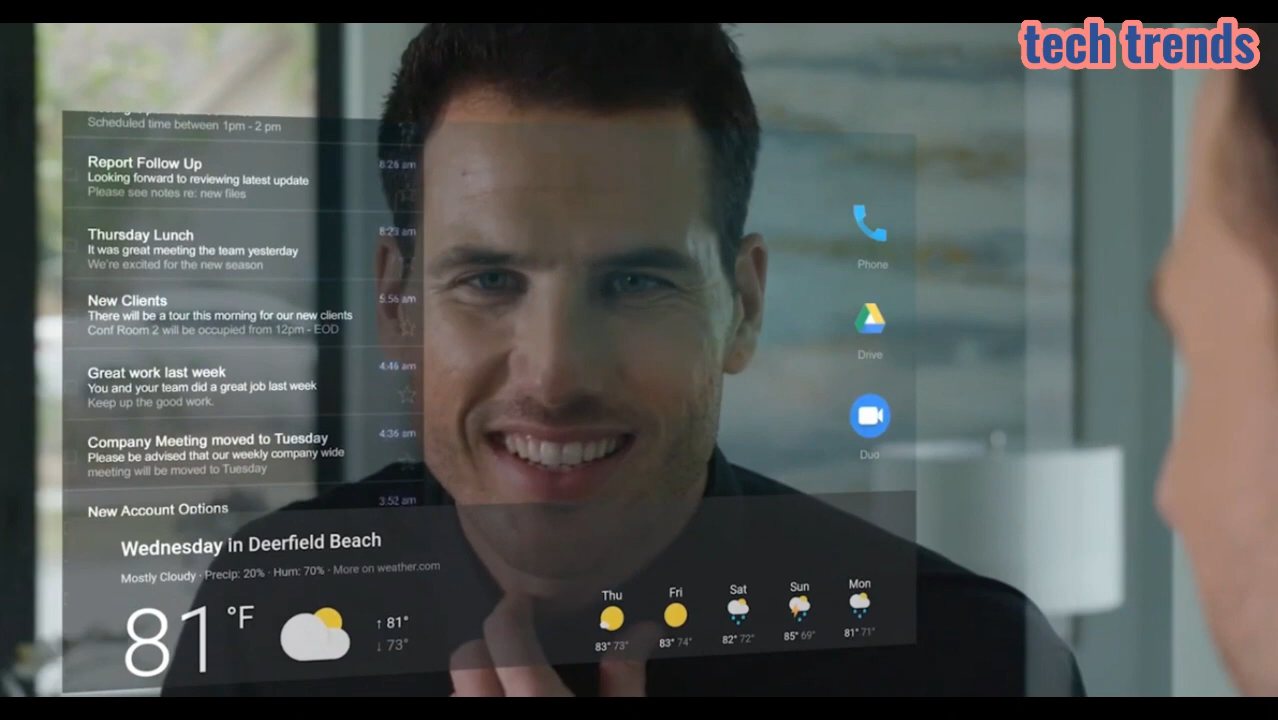 tech trends
Scheduled time between 1pm - 2 pm
Report Follow Up
8:26 am
Looking forward to reviewing latest update
Please see notes re: new files
Thursday Lunch
8:23 am
It was great meeting the team yesterday
We're excited for the new season
New Clients
5:56 am
There will be a tour this morning for our new clients
Conf Room 2 will be occupied from 12pm - EOD
Great work last week
4:46 am
You and your team did a great job last week
Keep up the good work.
Company Meeting moved to Tuesday
4:36 am
Please be advised that our weekly company wide
meeting will be moved to Tuesday
New Account Options
3:52 am
Phone
Drive
Duo
Wednesday in Deerfield Beach
Mostly Cloudy · Precip: 20% · Hum: 70% · More on weather.com
81 °F
↑ 81°
↓ 73°
Thu Fri Sat Sun Mon
83° 73° 83° 74° 82° 72° 85° 69° 81° 71°